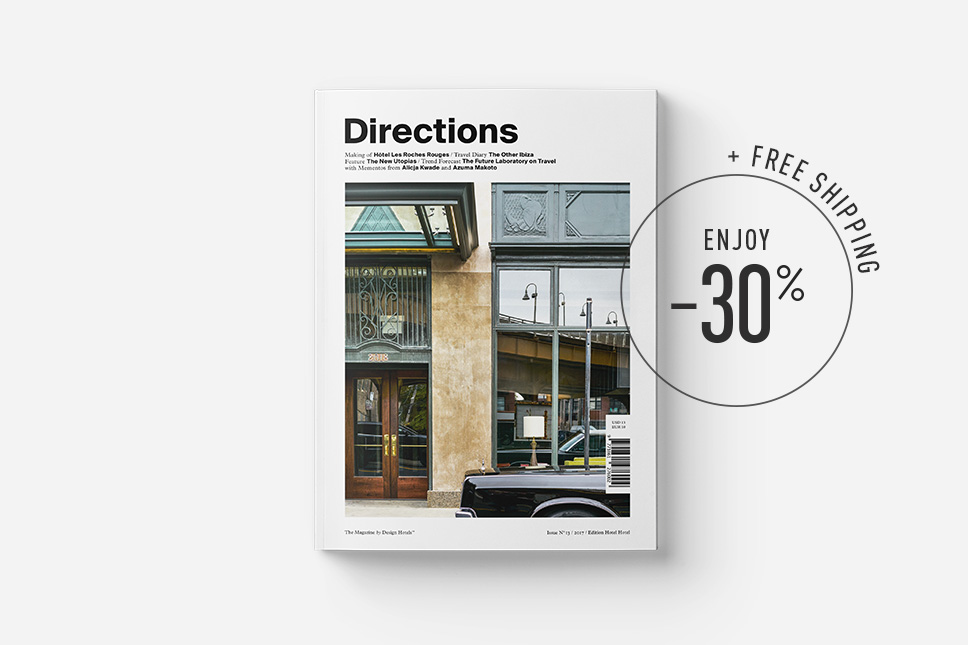 Directions
Making of Hôtel Les Roches Rouges / Travel Diary The Other Ibiza
Feature The New Utopias / Trend Forecast The Future Laboratory on Travel
with Mementos from Alicja Kwade and Azuma Makoto
+ FREE SHIPPING
ENJOY
-30%
"The Magazine by Design Hotels"
Issue N° 13 / 2017 / Edition Hotel Hotel